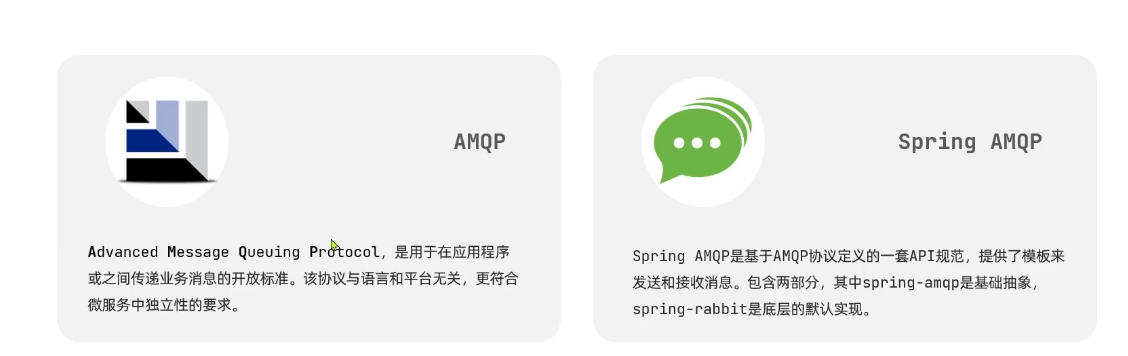 AMQP
Advanced Message Queuing Protocol，是用于在应用程序
或之间传递业务消息的开放标准。该协议与语言和平台无关，更符合
微服务中独立性的要求。
Spring AMQP
Spring AMQP是基于AMQP协议定义的一套API规范，提供了模板来
发送和接收消息。包含两部分，其中spring-amqp是基础抽象，
spring-rabbit是底层的默认实现。